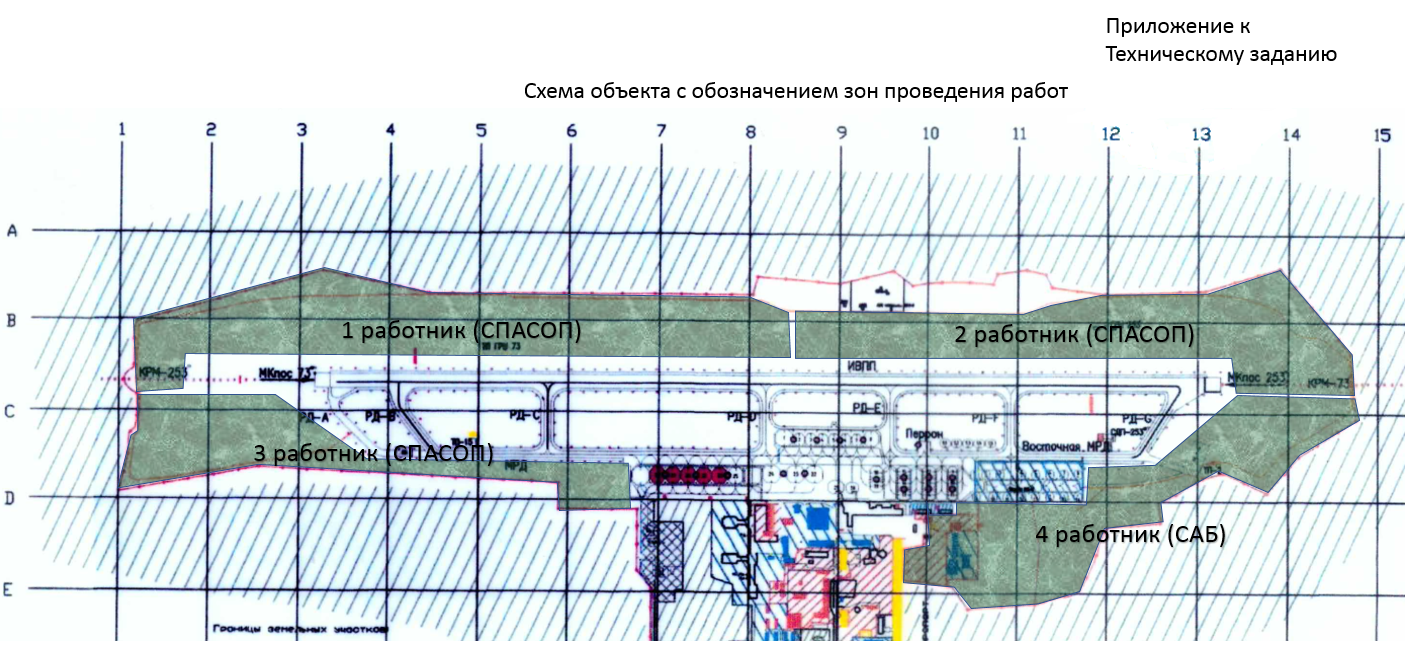 Приложение к
Техническому заданию
Схема объекта с обозначением зон проведения работ
1 2 3 4 5 6 7 8 9 10 11 12 13 14 15
A
B
1 работник (СПАСОП)
2 работник (СПАСОП)
ИВПП
КРМ-253°
МКпос 73°
МКпос 253°
КРМ-73°
C
РД-A
РД-B
РД-C
РД-D
РД-E
РД-F
РД-G
Перрон
Восточная МРД
3 работник (СПАСОП)
МРД
D
4 работник (САБ)
E
Границы земельных участков